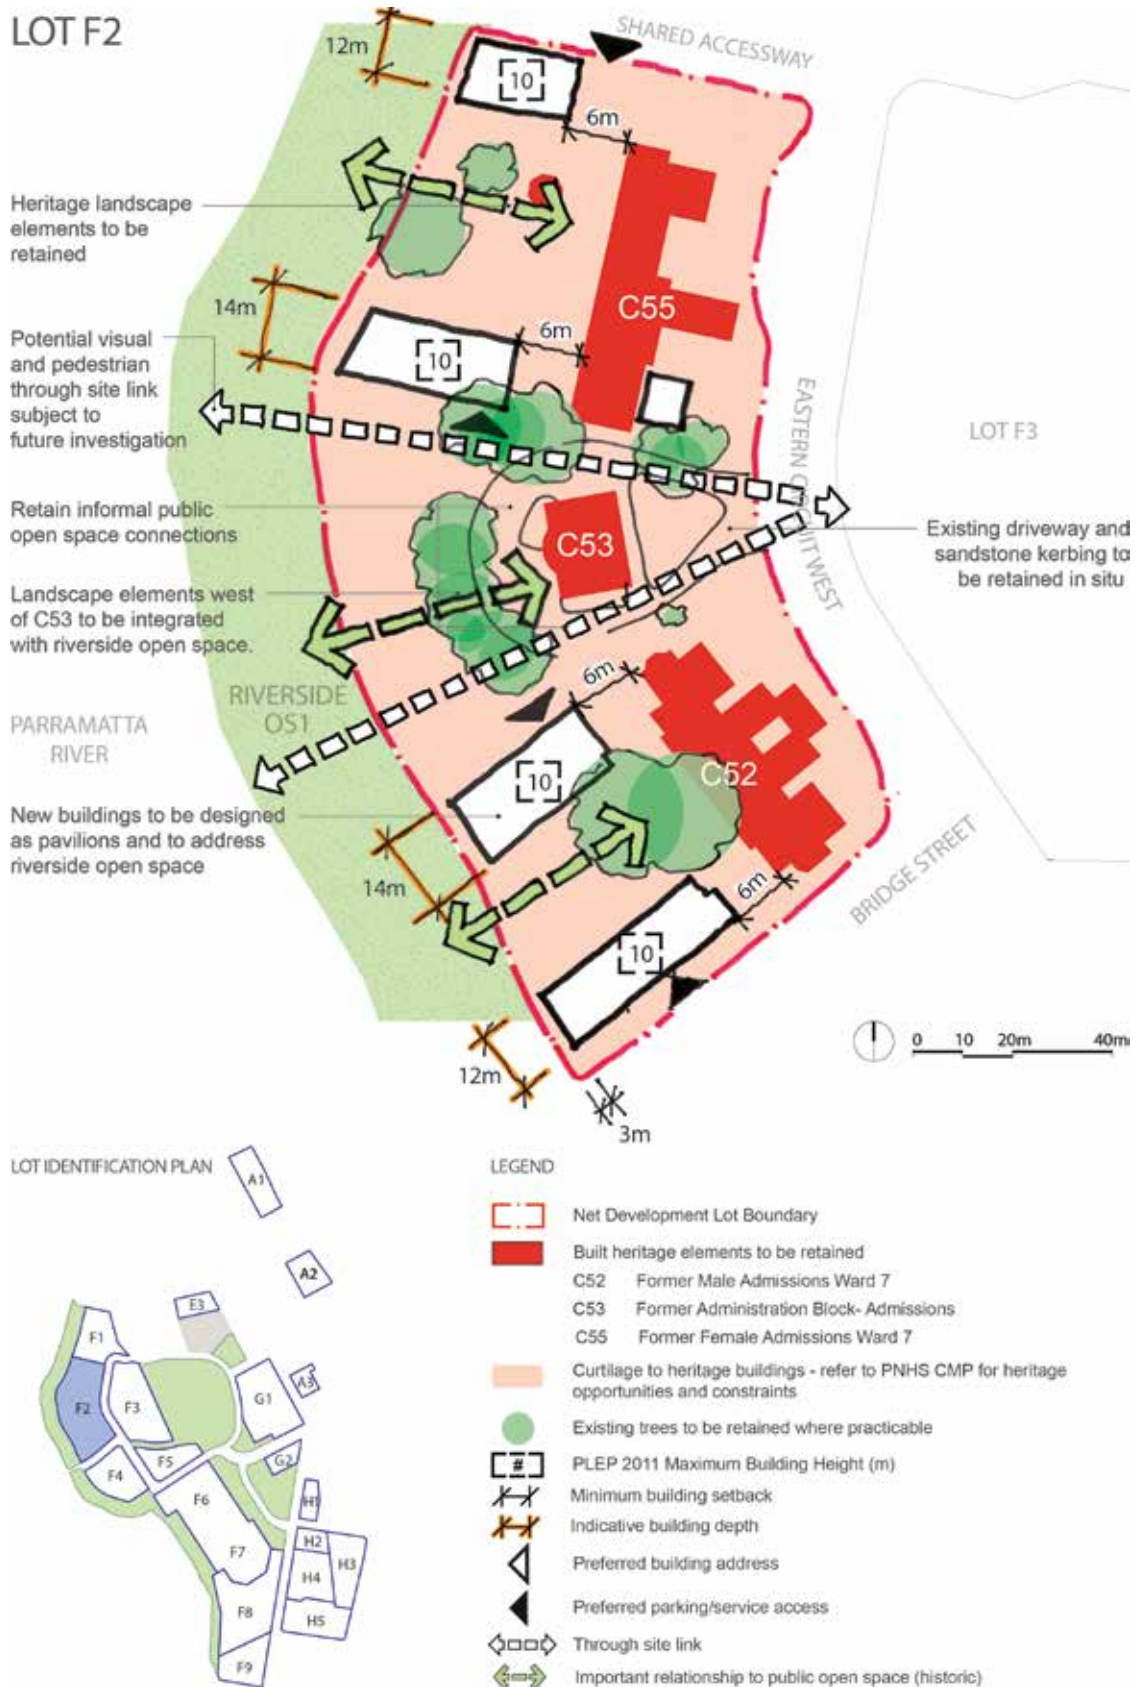 LOT F2
SHARED ACCESSWAY
12m
10
6m
Heritage landscape
elements to be
retained
C55
14m
6m
10
Potential visual
and pedestrian
through site link
subject to
future investigation
EASTERN CIRCUIT WEST
LOT F3
Retain informal public
open space connections
C53
Existing driveway and
sandstone kerbing to
be retained in situ
Landscape elements west
of C53 to be integrated
with riverside open space.
6m
RIVERSIDE
OS1
PARRAMATTA
RIVER
C52
10
New buildings to be designed
as pavilions and to address
riverside open space
14m
6m
BRIDGE STREET
10
12m
3m
0 10 20m 40m
LOT IDENTIFICATION PLAN
A1
A2
E3
F1
A3
F2
F3
G1
F5
G2
F4
F6
H1
H2
H3
F7
H4
F8
H5
F9
LEGEND
Net Development Lot Boundary
Built heritage elements to be retained
C52 Former Male Admissions Ward 7
C53 Former Administration Block- Admissions
C55 Former Female Admissions Ward 7
Curtilage to heritage buildings - refer to PNHS CMP for heritage
opportunities and constraints
Existing trees to be retained where practicable
# PLEP 2011 Maximum Building Height (m)
Minimum building setback
Indicative building depth
Preferred building address
Preferred parking/service access
Through site link
Important relationship to public open space (historic)